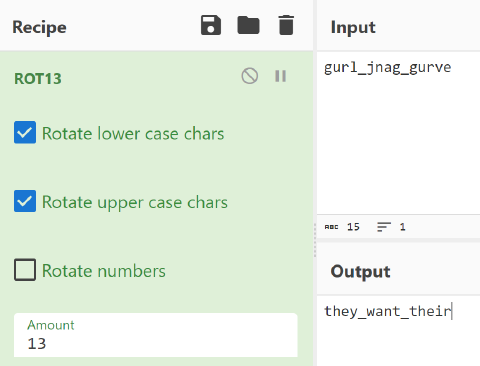 Recipe
ROT13
Rotate lower case chars
Rotate upper case chars
Rotate numbers
Amount
13
Input
gurl_jnag_gurve
ABC 15 1
Output
they_want_their